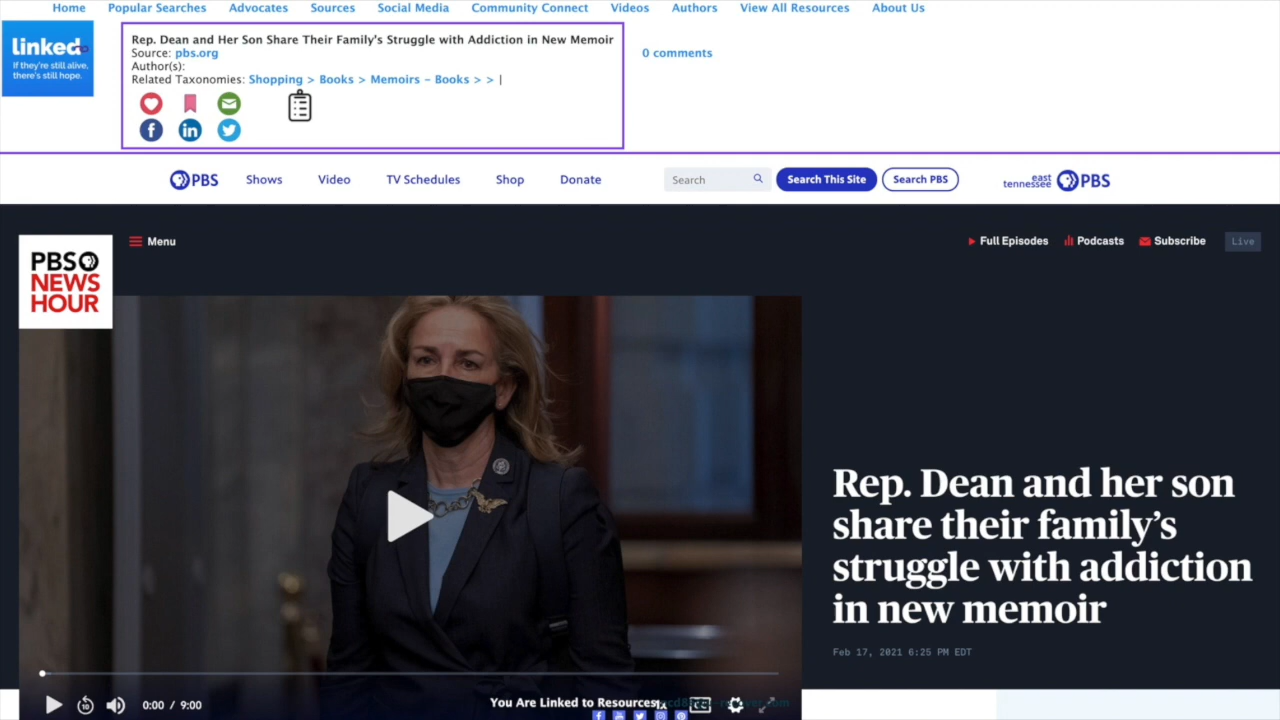 Home Popular Searches Advocates Sources Social Media Community Connect Videos Authors View All Resources About Us
linked
If they're still alive,
there's still hope.
Rep. Dean and Her Son Share Their Family's Struggle with Addiction in New Memoir
Source: pbs.org
Author(s):
Related Taxonomies: Shopping > Books > Memoirs - Books > > |
0 comments
PBS Shows Video TV Schedules Shop Donate Search Search This Site Search PBS east tennessee PBS
Menu Full Episodes Podcasts Subscribe Live
PBS
NEWS
HOUR
Rep. Dean and her son
share their family's
struggle with addiction
in new memoir
Feb 17, 2021 6:25 PM EDT
10 0:00 / 9:00 You Are Linked to Resources 1x